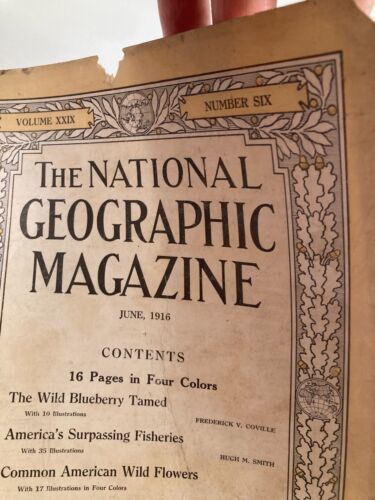 VOLUME XXIX
NUMBER SIX
THE NATIONAL
GEOGRAPHIC
MAGAZINE
JUNE, 1916
CONTENTS
16 Pages in Four Colors
The Wild Blueberry Tamed
With 10 Illustrations
FREDERICK V. COVILLE
America's Surpassing Fisheries
With 35 Illustrations
HUGH M. SMITH
Common American Wild Flowers
With 17 Illustrations in Four Colors